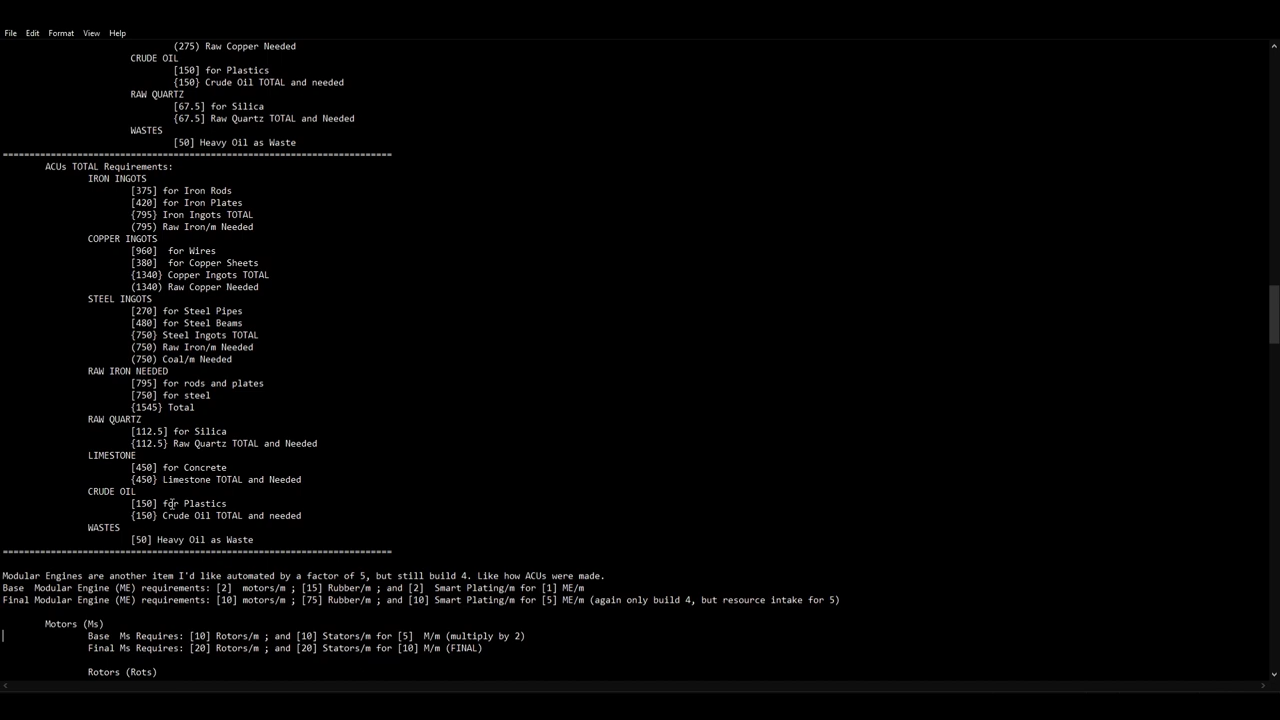 File Edit Format View Help
(275) Raw Copper Needed
CRUDE OIL
[150] for Plastics
{150} Crude Oil TOTAL and needed
RAW QUARTZ
[67.5] for Silica
{67.5} Raw Quartz TOTAL and Needed
WASTES
[50] Heavy Oil as Waste
=========================================================================
ACUs TOTAL Requirements:
IRON INGOTS
[375] for Iron Rods
[420] for Iron Plates
{795} Iron Ingots TOTAL
(795) Raw Iron/m Needed
COPPER INGOTS
[960]  for Wires
[380]  for Copper Sheets
{1340} Copper Ingots TOTAL
(1340) Raw Copper Needed
STEEL INGOTS
[270] for Steel Pipes
[480] for Steel Beams
{750} Steel Ingots TOTAL
(750) Raw Iron/m Needed
(750) Coal/m Needed
RAW IRON NEEDED
[795] for rods and plates
[750] for steel
{1545} Total
RAW QUARTZ
[112.5] for Silica
{112.5} Raw Quartz TOTAL and Needed
LIMESTONE
[450] for Concrete
{450} Limestone TOTAL and Needed
CRUDE OIL
[150] for Plastics
{150} Crude Oil TOTAL and needed
WASTES
[50] Heavy Oil as Waste
=========================================================================
Modular Engines are another item I'd like automated by a factor of 5, but still build 4. Like how ACUs were made.
Base  Modular Engine (ME) requirements: [2]  motors/m ; [15] Rubber/m ; and [2]  Smart Plating/m for [1] ME/m
Final Modular Engine (ME) requirements: [10] motors/m ; [75] Rubber/m ; and [10] Smart Plating/m for [5] ME/m (again only build 4, but resource intake for 5)
Motors (Ms)
Base  Ms Requires: [10] Rotors/m ; and [10] Stators/m for [5]  M/m (multiply by 2)
Final Ms Requires: [20] Rotors/m ; and [20] Stators/m for [10] M/m (FINAL)
Rotors (Rots)